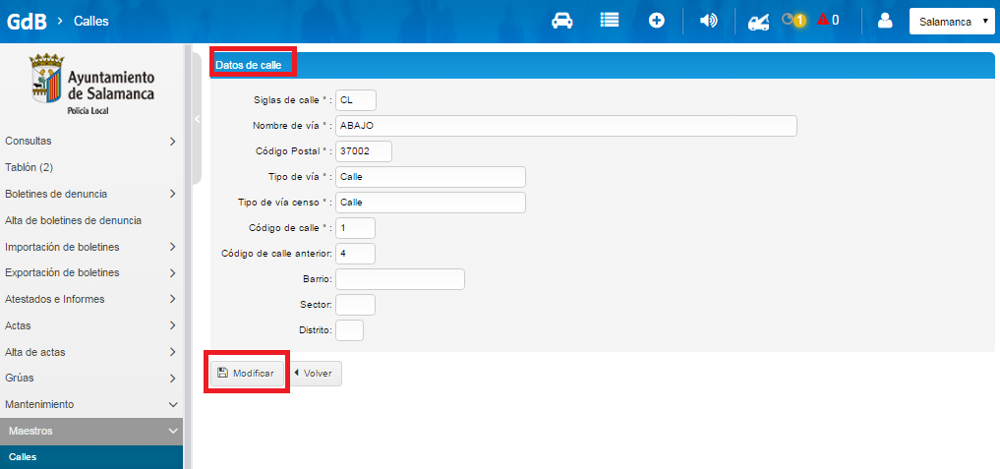 GdB > Calles
1 0 Salamanca
Ayuntamiento
de Salamanca
Policía Local
Consultas
Tablón (2)
Boletines de denuncia
Alta de boletines de denuncia
Importación de boletines
Exportación de boletines
Atestados e Informes
Actas
Alta de actas
Grúas
Mantenimiento
Maestros
Calles
Datos de calle
Siglas de calle * : CL
Nombre de vía * : ABAJO
Código Postal * : 37002
Tipo de vía * : Calle
Tipo de vía censo * : Calle
Código de calle * : 1
Código de calle anterior: 4
Barrio:
Sector:
Distrito:
Modificar Volver